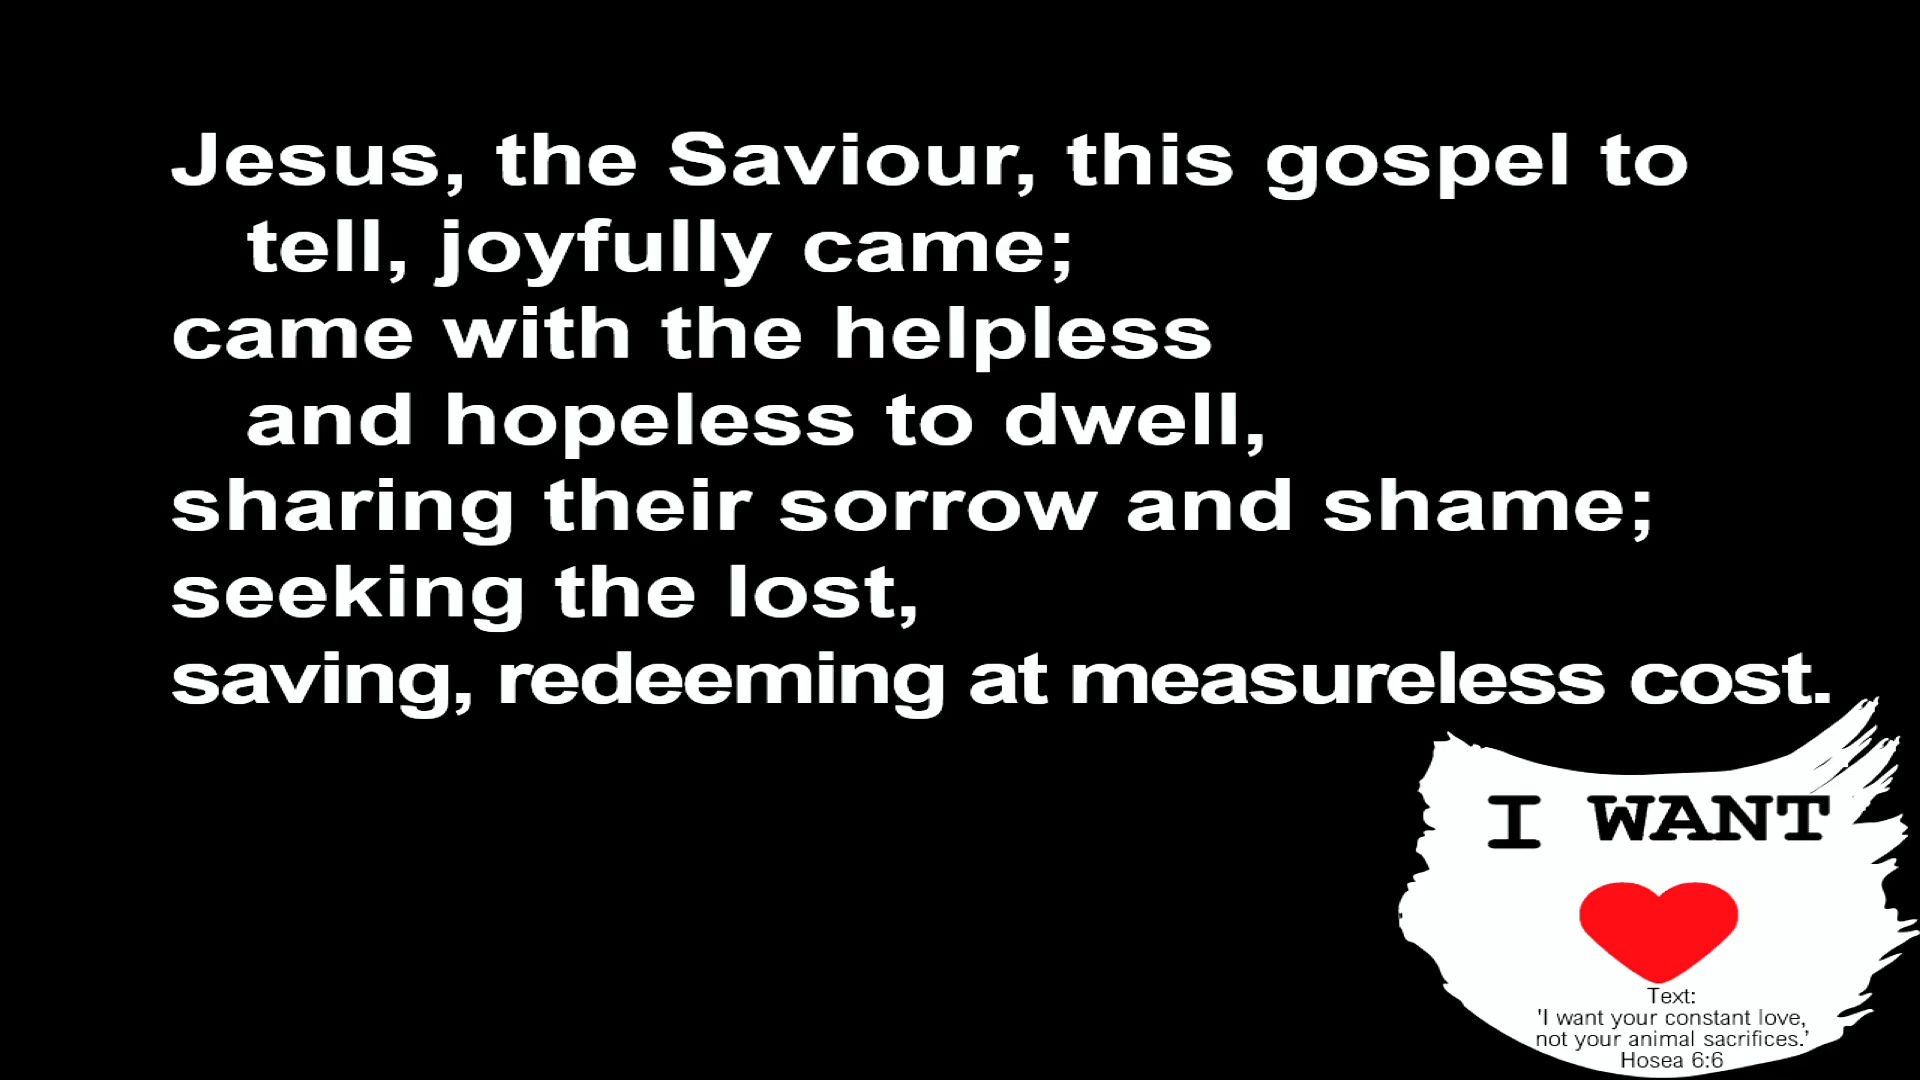 Jesus, the Saviour, this gospel to
tell, joyfully came;
came with the helpless
and hopeless to dwell,
sharing their sorrow and shame;
seeking the lost,
saving, redeeming at measureless cost.
I WANT
Text:
'I want your constant love,
not your animal sacrifices.'
Hosea 6:6